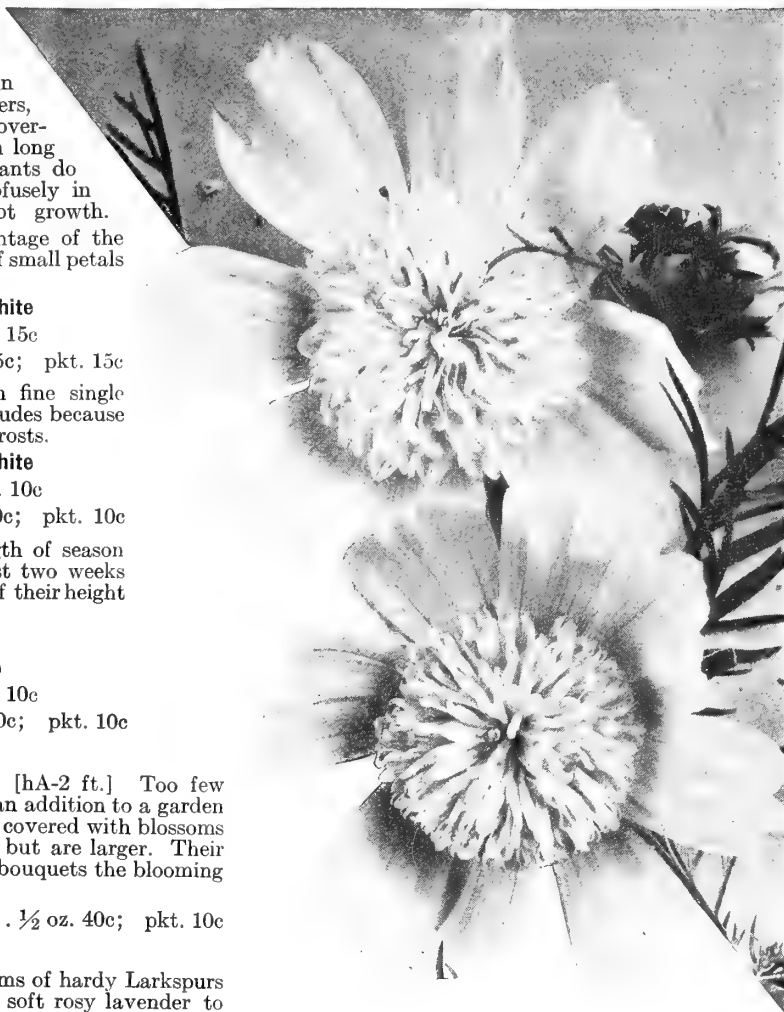 n
ers,
over-
long
ants do
ofusely in
ot growth.
ntage of the
f small petals
hite
15c
5c; pkt. 15c
n fine single
udes because
rosts.
hite
. 10c
0c; pkt. 10c
gth of season
st two weeks
f their height
10c
0c; pkt. 10c
[hA-2 ft.] Too few
an addition to a garden
covered with blossoms
but are larger. Their
bouquets the blooming
. ½ oz. 40c; pkt. 10c
ms of hardy Larkspurs
soft rosy lavender to